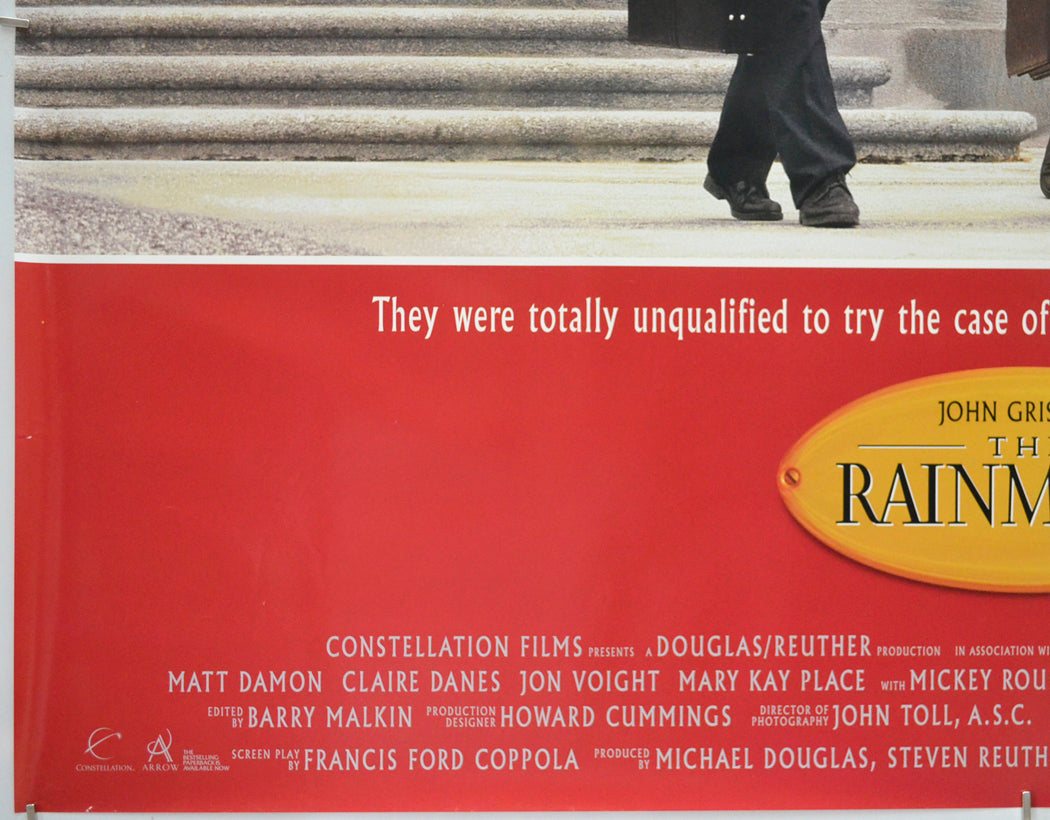 They were totally unqualified to try the case of
JOHN GRIS
TH
RAINM
CONSTELLATION FILMS PRESENTS A DOUGLAS/REUTHER PRODUCTION IN ASSOCIATION WI
MATT DAMON CLAIRE DANES JON VOIGHT MARY KAY PLACE WITH MICKEY ROU
EDITED BY BARRY MALKIN PRODUCTION DESIGNER HOWARD CUMMINGS DIRECTOR OF PHOTOGRAPHY JOHN TOLL, A.S.C.
SCREEN PLAY BY FRANCIS FORD COPPOLA PRODUCED BY MICHAEL DOUGLAS, STEVEN REUTH
CONSTELLATION
ARROW
THE BESTSELLING PAPERBACK IS AVAILABLE NOW